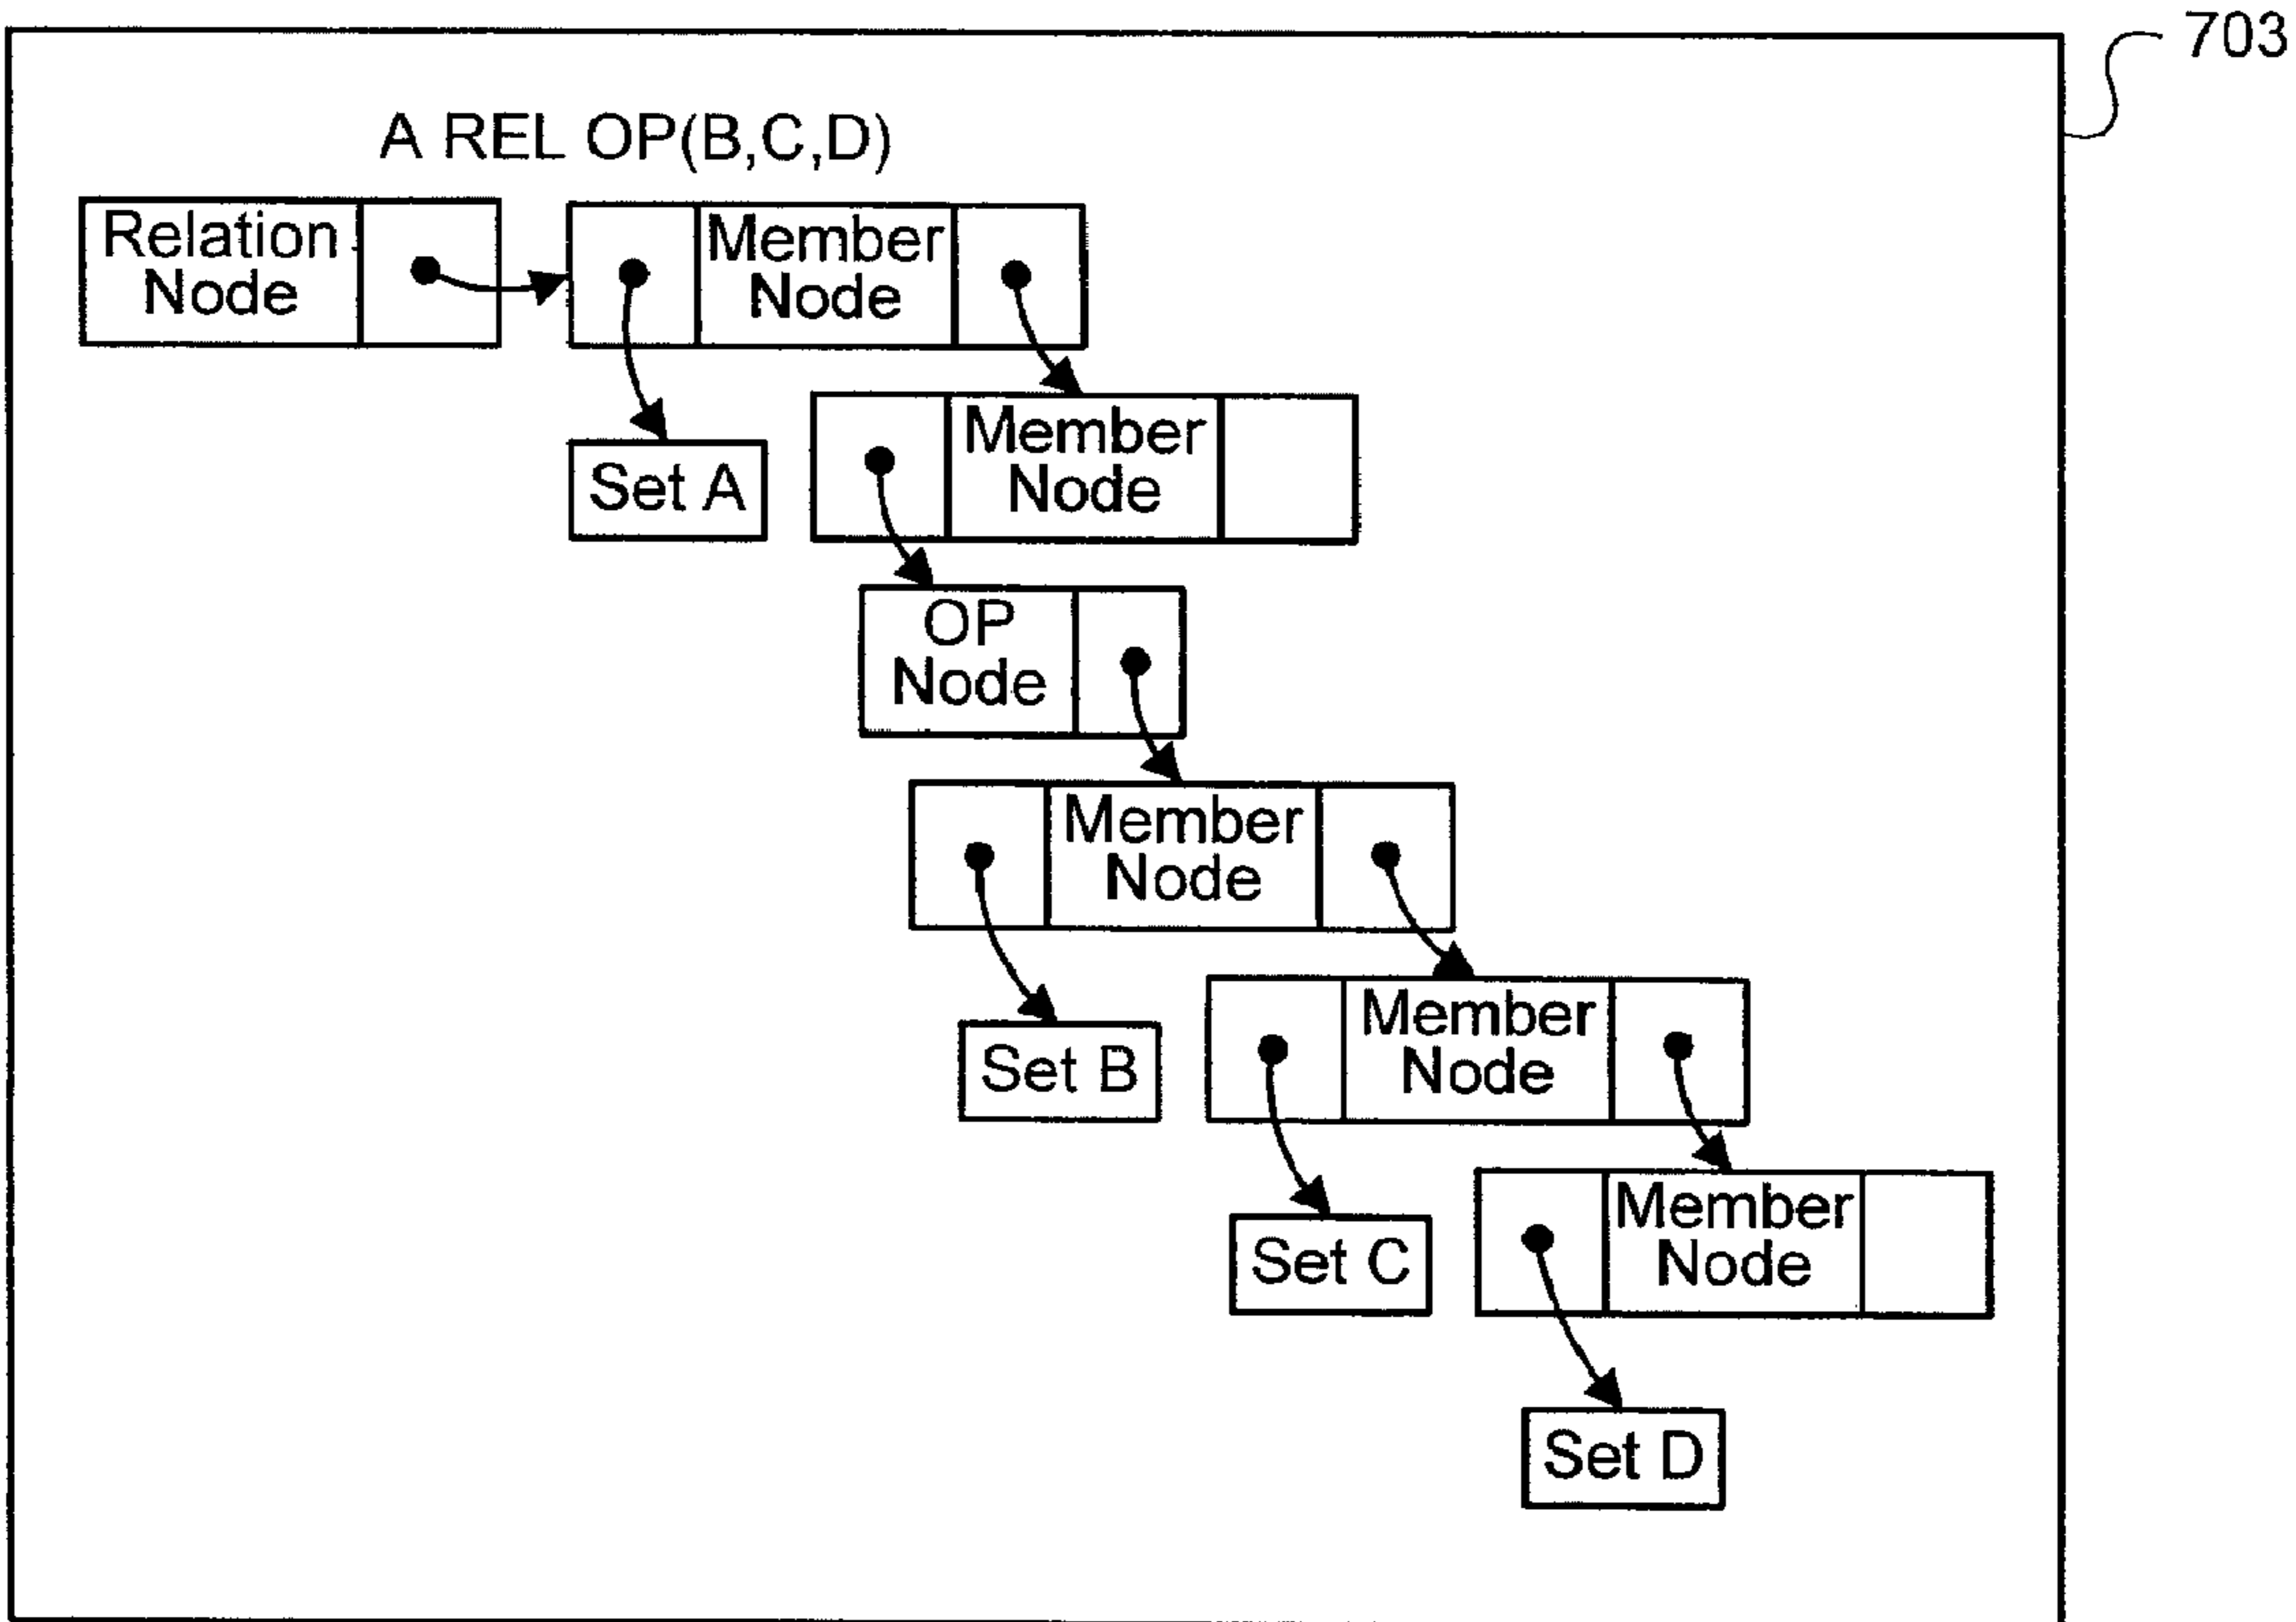 703
A REL OP(B,C,D)
Relation
Node
Member
Node
Member
Node
Set A
OP
Node
Member
Node
Member
Node
Set B
Member
Node
Set C
Set D